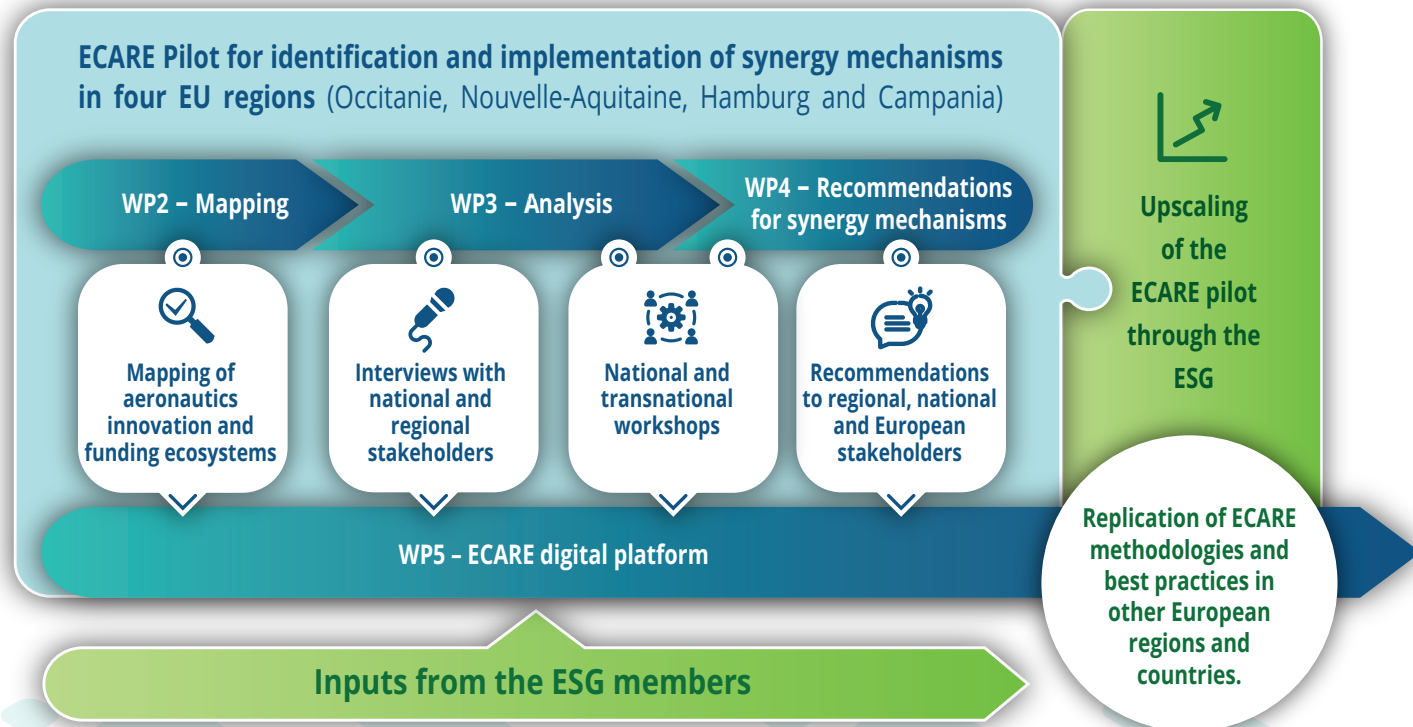 ECARE Pilot for identification and implementation of synergy mechanisms
in four EU regions (Occitanie, Nouvelle-Aquitaine, Hamburg and Campania)
WP2 – Mapping
WP3 – Analysis
WP4 – Recommendations
for synergy mechanisms
Mapping of
aeronautics
innovation and
funding ecosystems
Interviews with
national and
regional
stakeholders
National and
transnational
workshops
Recommendations
to regional, national
and European
stakeholders
WP5 – ECARE digital platform
Inputs from the ESG members
Upscaling
of the
ECARE pilot
through the
ESG
Replication of ECARE
methodologies and
best practices in
other European
regions and
countries.